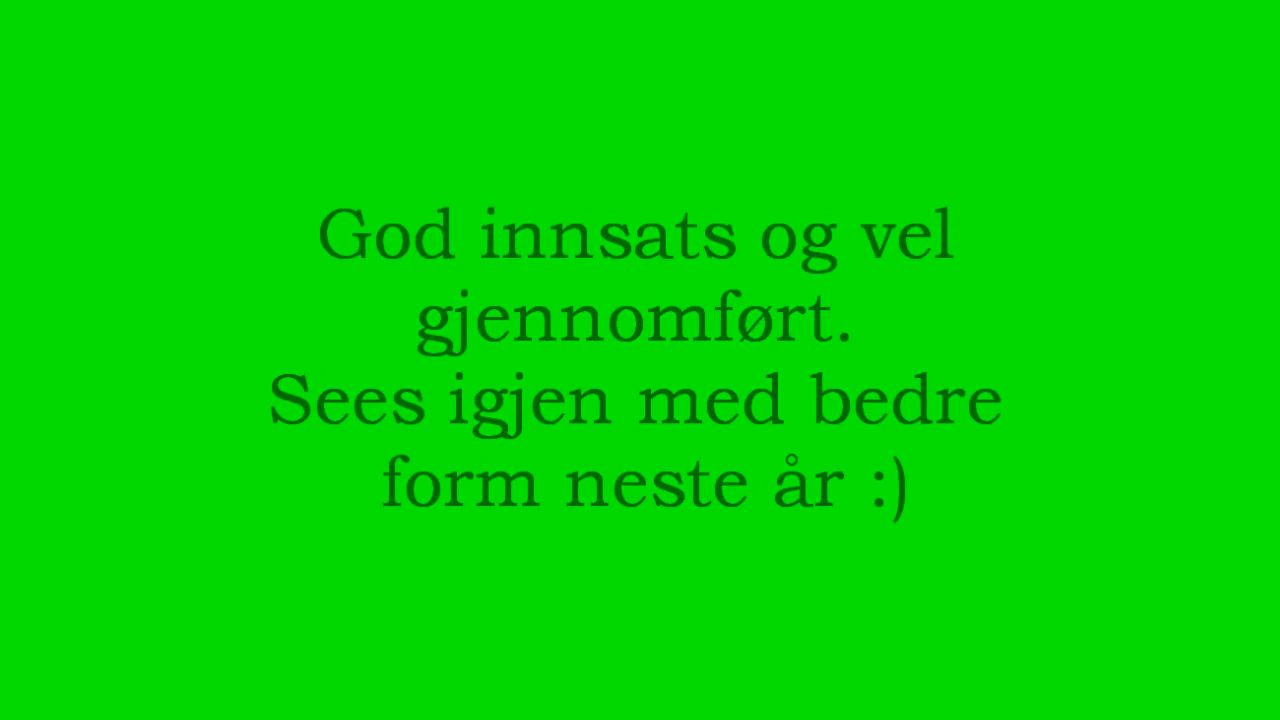 God innsats og vel
gjennomført.
Sees igjen med bedre
form neste år :)